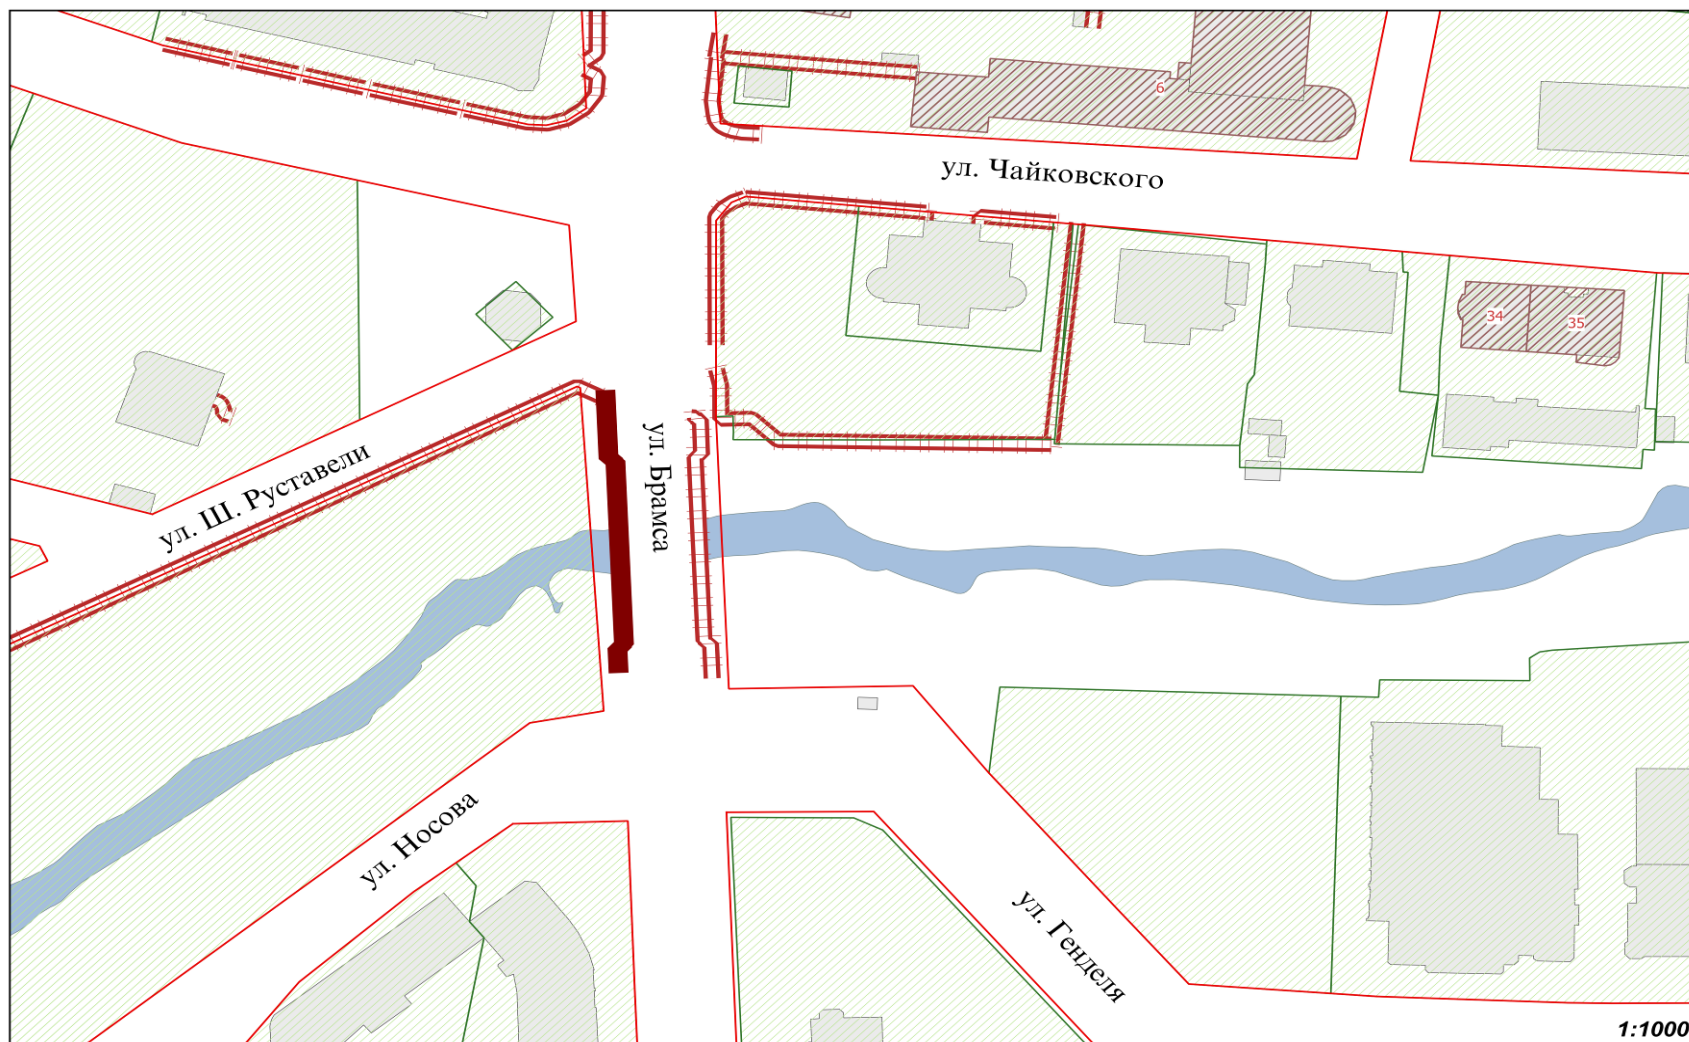 6
ул. Чайковского
34
35
ул. Брамса
ул. Ш. Руставели
ул. Носова
ул. Генделя
1:1000